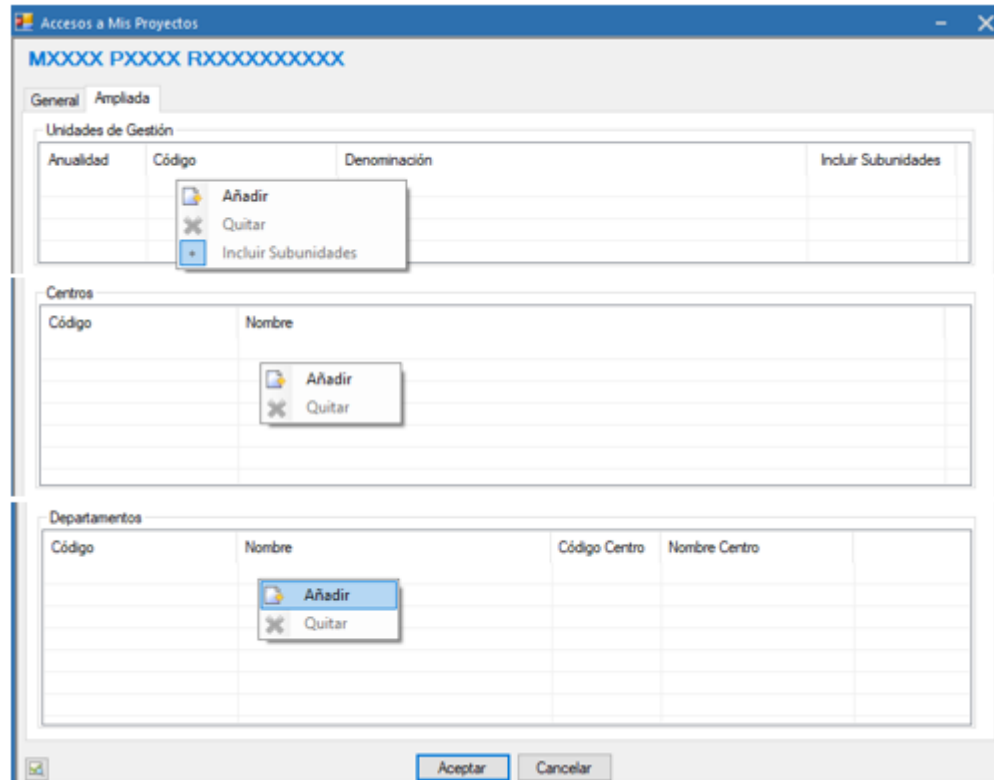 Accesos a Mis Proyectos
MXXXX PXXXX RXXXXXXXXXX
General Ampliada
Unidades de Gestión
Anualidad Código Denominación Incluir Subunidades
Añadir
Quitar
Incluir Subunidades
Centros
Código Nombre
Añadir
Quitar
Departamentos
Código Nombre Código Centro Nombre Centro
Añadir
Quitar
Aceptar Cancelar